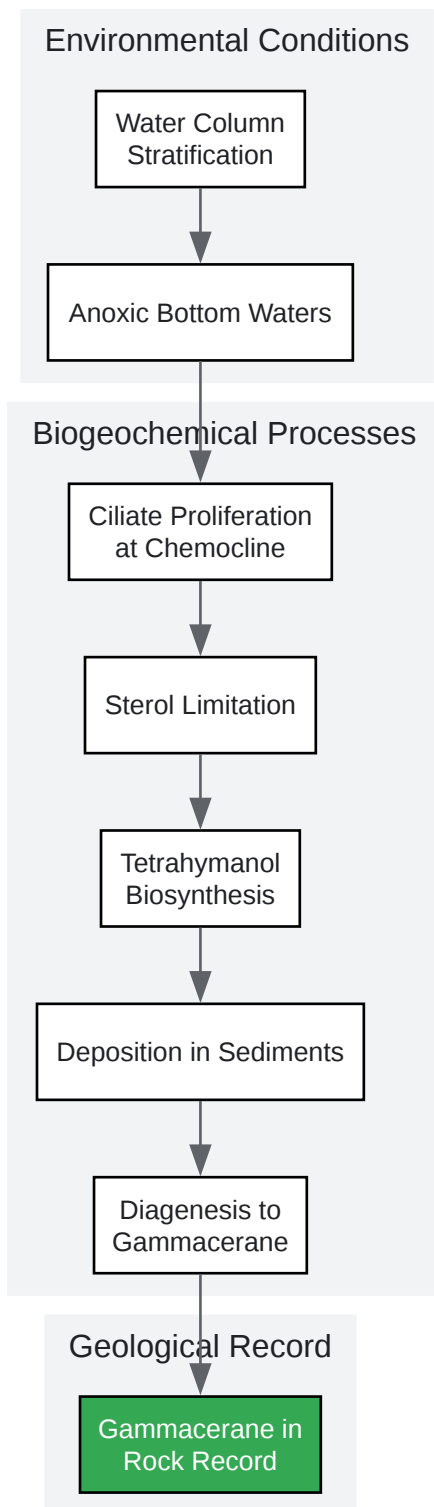 Environmental Conditions
Water Column
Stratification
Anoxic Bottom Waters
Biogeochemical Processes
Ciliate Proliferation
at Chemocline
Sterol Limitation
Tetrahymanol
Biosynthesis
Deposition in Sediments
Diagenesis to
Gammacerane
Geological Record
Gammacerane in
Rock Record